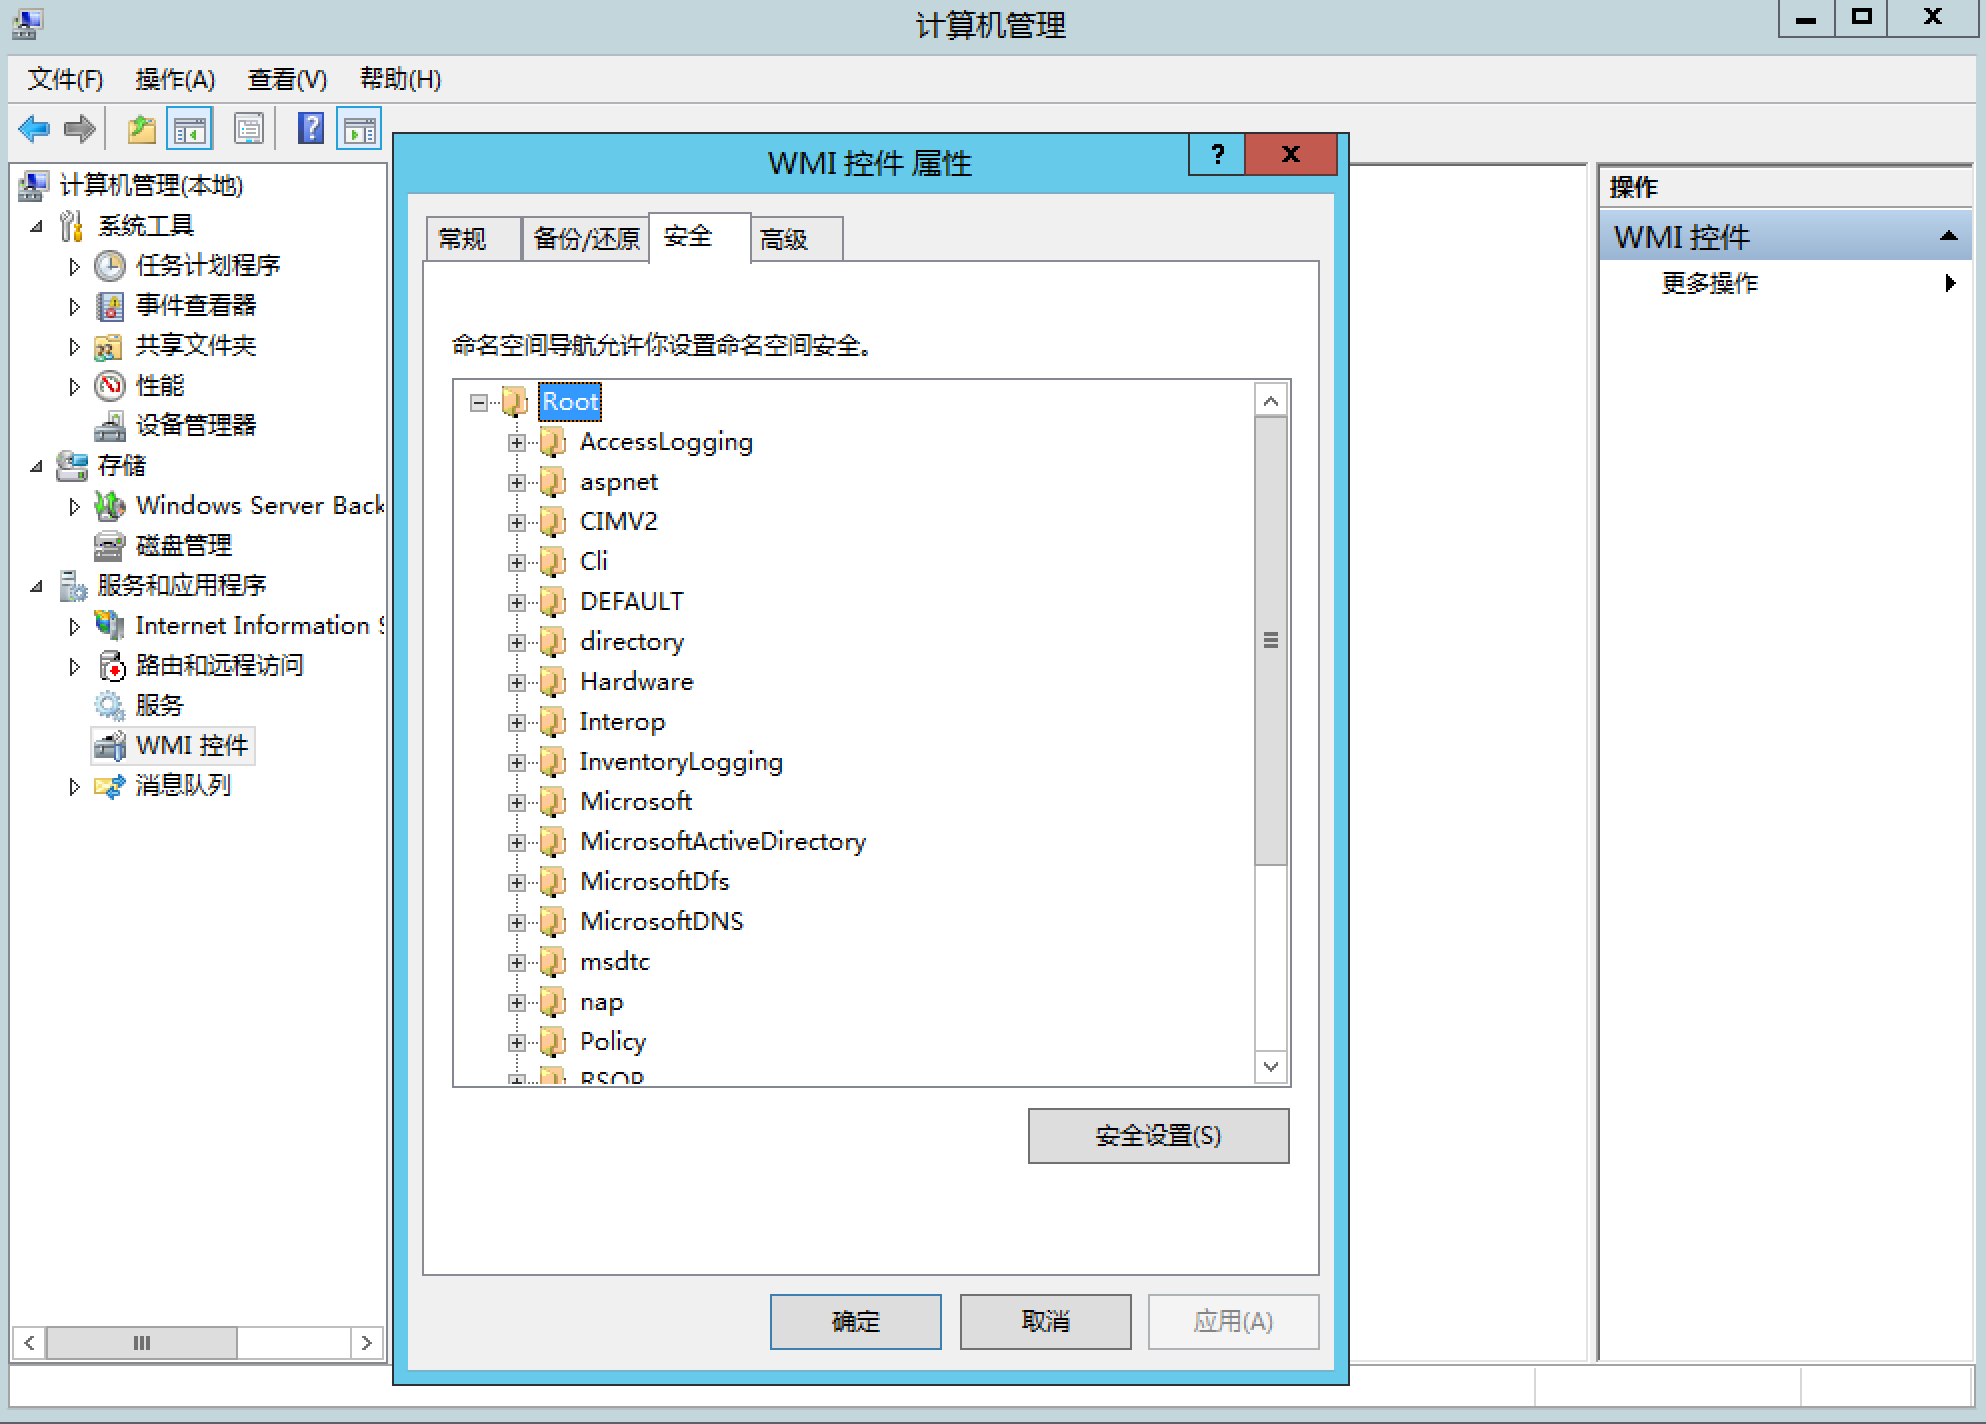 计算机管理
文件(F) 操作(A) 查看(V) 帮助(H)
计算机管理(本地)
系统工具
任务计划程序
事件查看器
共享文件夹
性能
设备管理器
存储
Windows Server Back
磁盘管理
服务和应用程序
Internet Information
路由和远程访问
服务
WMI 控件
消息队列
WMI 控件 属性
常规 备份/还原 安全 高级
命名空间导航允许你设置命名空间安全。
Root
AccessLogging
aspnet
CIMV2
Cli
DEFAULT
directory
Hardware
Interop
InventoryLogging
Microsoft
MicrosoftActiveDirectory
MicrosoftDfs
MicrosoftDNS
msdtc
nap
Policy
RSOP
安全设置(S)
确定 取消 应用(A)
操作
WMI 控件
更多操作